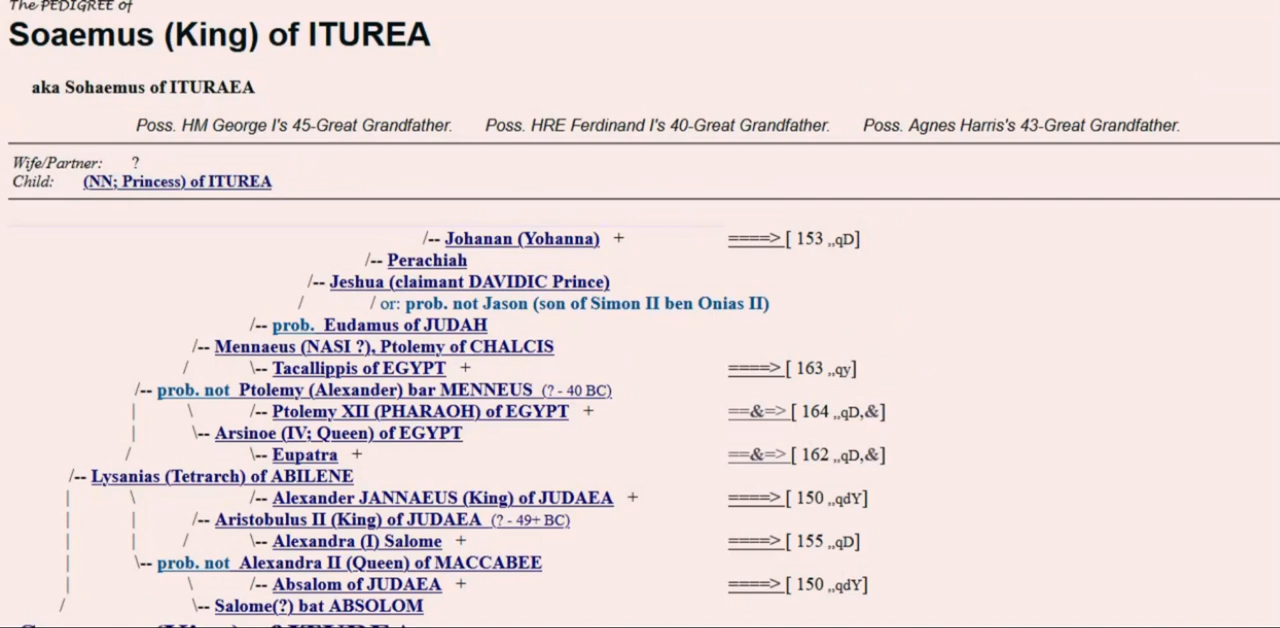 The PEDIGREE of
Soaemus (King) of ITUREA
aka Sohaemus of ITURAEA
Poss. HM George I's 45-Great Grandfather. Poss. HRE Ferdinand I's 40-Great Grandfather. Poss. Agnes Harris's 43-Great Grandfather.
Wife/Partner: ?
Child: (NN; Princess) of ITUREA
/-- Johanan (Yohanna) + ====>[ 153 ,,qD]
/-- Perachiah
/-- Jeshua (claimant DAVIDIC Prince)
/ / or: prob. not Jason (son of Simon II ben Onias II)
/-- prob. Eudamus of JUDAH
/-- Mennaeus (NASI ?), Ptolemy of CHALCIS
/ \-- Tacallippis of EGYPT + ====>[ 163 ,,qy]
/-- prob. not Ptolemy (Alexander) bar MENNEUS (? - 40 BC)
| \ /-- Ptolemy XII (PHARAOH) of EGYPT + ==&=>[ 164 ,,qD,&]
| \-- Arsinoe (IV; Queen) of EGYPT
/ \-- Eupatra + ==&=>[ 162 ,,qD,&]
/-- Lysanias (Tetrarch) of ABILENE
| \ /-- Alexander JANNAEUS (King) of JUDAEA + ====>[ 150 ,,qdY]
| | /-- Aristobulus II (King) of JUDAEA (? - 49+ BC)
| | / \-- Alexandra (I) Salome + ====>[ 155 ,,qD]
| \-- prob. not Alexandra II (Queen) of MACCABEE
| \ /-- Absalom of JUDAEA + ====>[ 150 ,,qdY]
/ \-- Salome(?) bat ABSOLOM